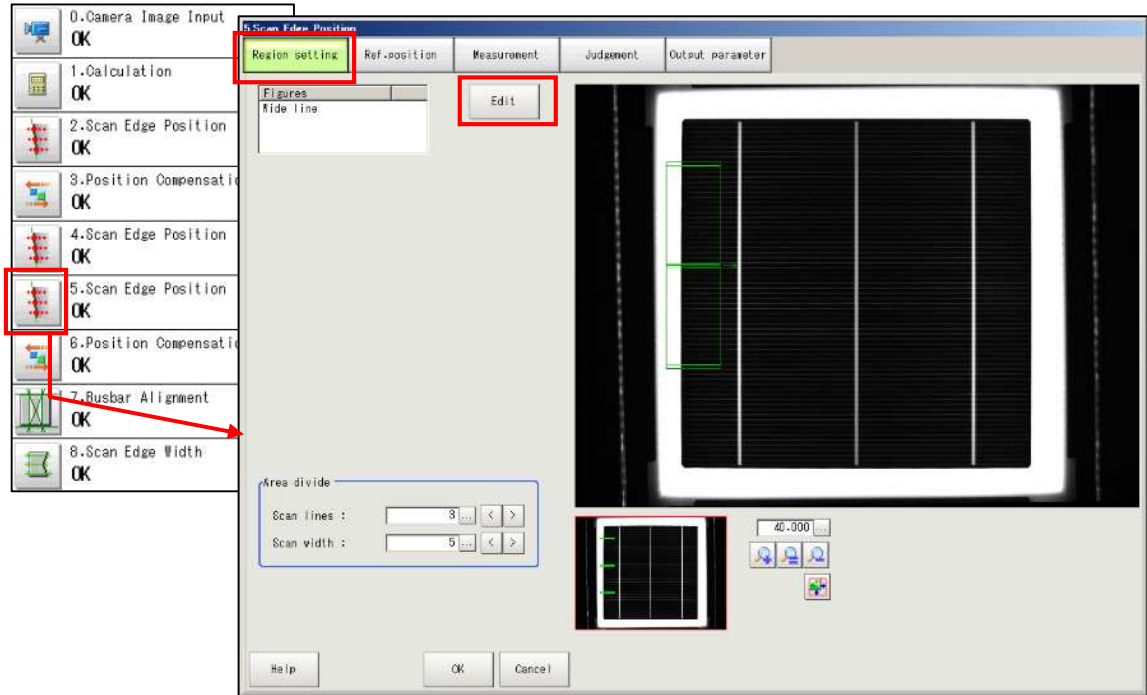 0.Camera Image Input
OK
1.Calculation
OK
2.Scan Edge Position
OK
3.Position Compensatio
OK
4.Scan Edge Position
OK
5.Scan Edge Position
OK
6.Position Compensatio
OK
7.Busbar Alignment
OK
8.Scan Edge Width
OK
5.Scan Edge Position
Region setting
Ref.position
Measurement
Judgement
Output parameter
Figures
Wide line
Edit
Area divide
Scan lines : 3 ... < >
Scan width : 5 ... < >
40.000 ...
Help
OK
Cancel